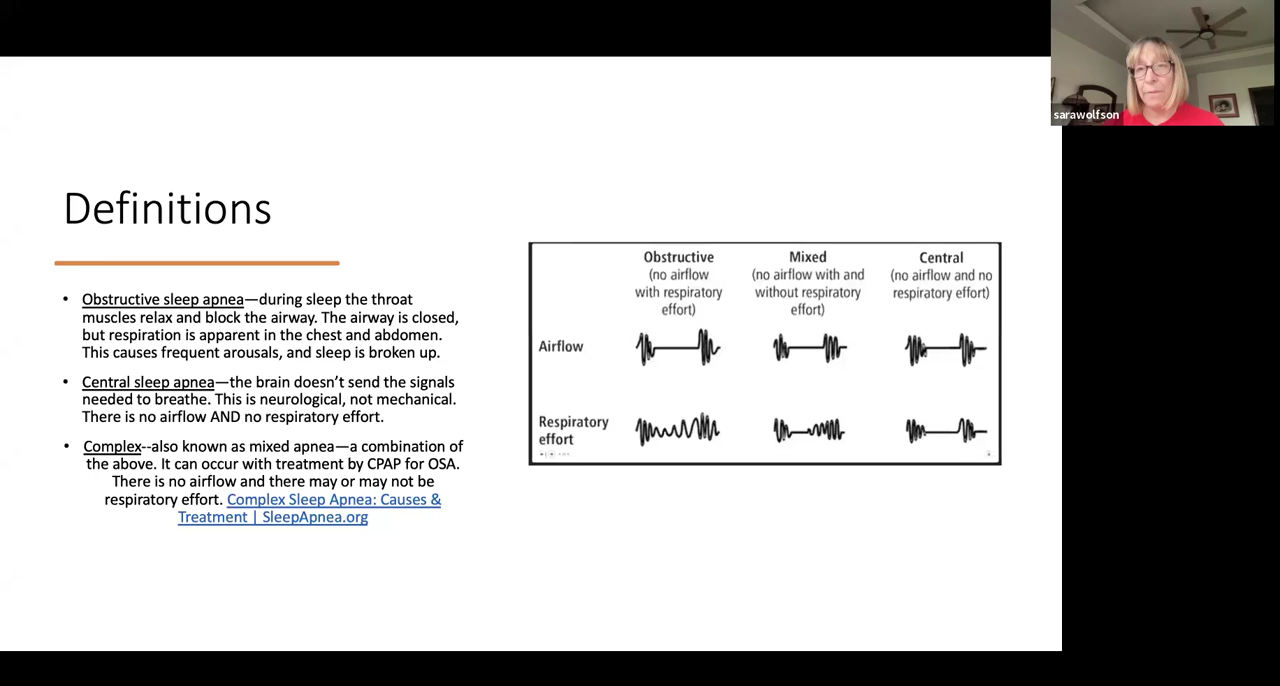 sarawolfson
Definitions
• Obstructive sleep apnea—during sleep the throat
muscles relax and block the airway. The airway is closed,
but respiration is apparent in the chest and abdomen.
This causes frequent arousals, and sleep is broken up.
• Central sleep apnea—the brain doesn’t send the signals
needed to breathe. This is neurological, not mechanical.
There is no airflow AND no respiratory effort.
• Complex--also known as mixed apnea—a combination of
the above. It can occur with treatment by CPAP for OSA.
There is no airflow and there may or may not be
respiratory effort. Complex Sleep Apnea: Causes &
Treatment | SleepApnea.org
Obstructive
(no airflow
with respiratory
effort)
Mixed
(no airflow with and
without respiratory
effort)
Central
(no airflow and no
respiratory effort)
Airflow
Respiratory
effort